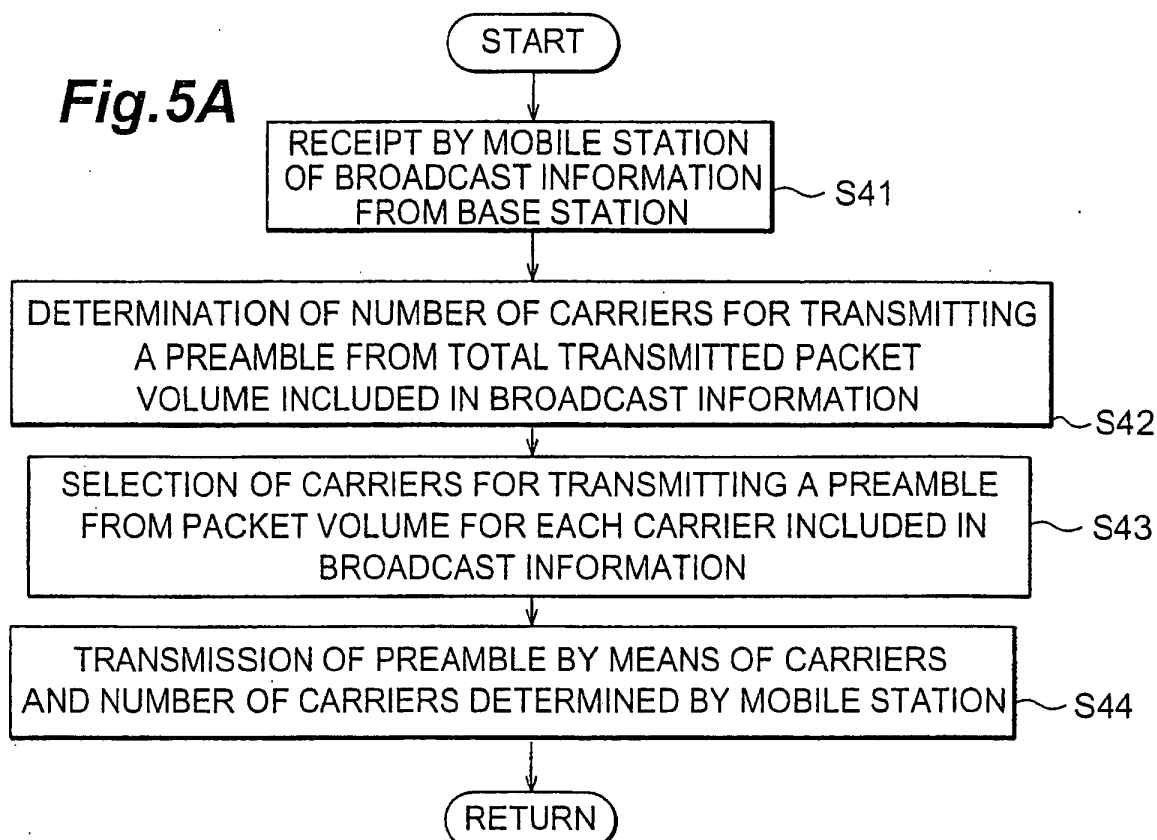 START
Fig.5A
RECEIPT BY MOBILE STATION
OF BROADCAST INFORMATION
FROM BASE STATION
S41
DETERMINATION OF NUMBER OF CARRIERS FOR TRANSMITTING
A PREAMBLE FROM TOTAL TRANSMITTED PACKET
VOLUME INCLUDED IN BROADCAST INFORMATION
S42
SELECTION OF CARRIERS FOR TRANSMITTING A PREAMBLE
FROM PACKET VOLUME FOR EACH CARRIER INCLUDED IN
BROADCAST INFORMATION
S43
TRANSMISSION OF PREAMBLE BY MEANS OF CARRIERS
AND NUMBER OF CARRIERS DETERMINED BY MOBILE STATION
S44
RETURN